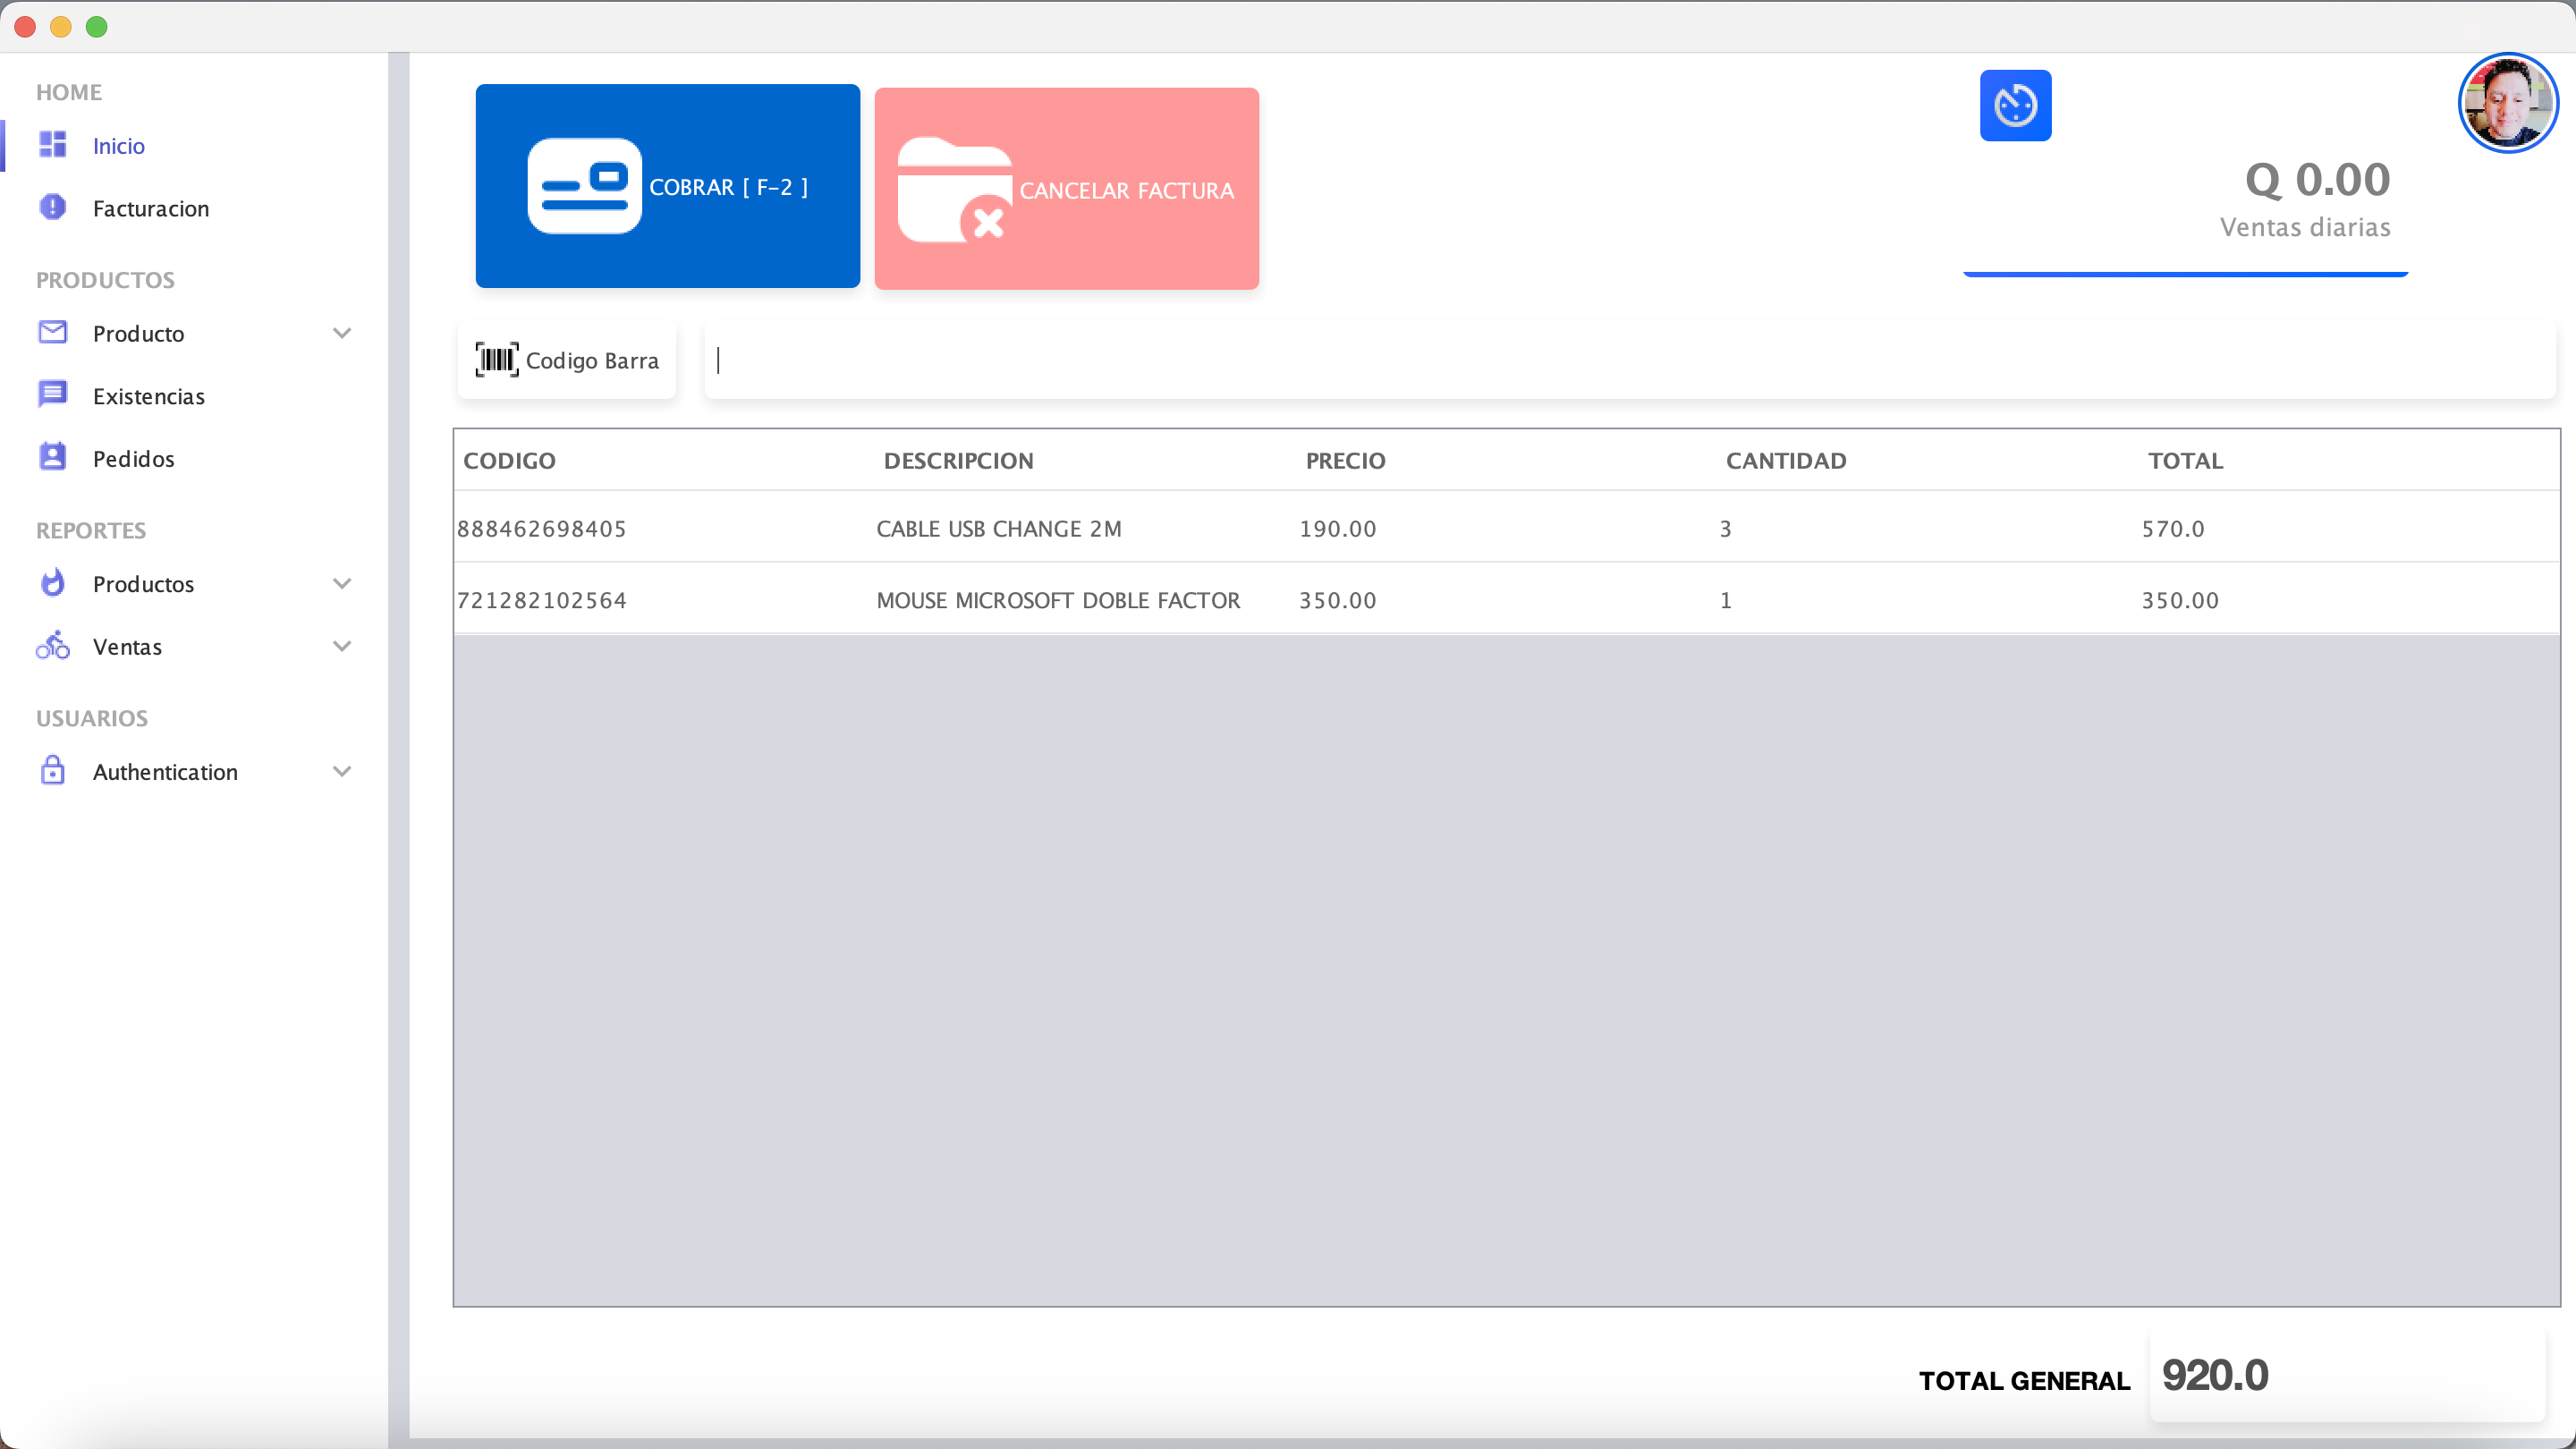 HOME
Inicio
Facturacion
PRODUCTOS
Producto
Existencias
Pedidos
REPORTES
Productos
Ventas
USUARIOS
Authentication
COBRAR [ F-2 ]
CANCELAR FACTURA
Q 0.00
Ventas diarias
Codigo Barra
CODIGO DESCRIPCION PRECIO CANTIDAD TOTAL
888462698405 CABLE USB CHANGE 2M 190.00 3 570.0
721282102564 MOUSE MICROSOFT DOBLE FACTOR 350.00 1 350.00
TOTAL GENERAL 920.0